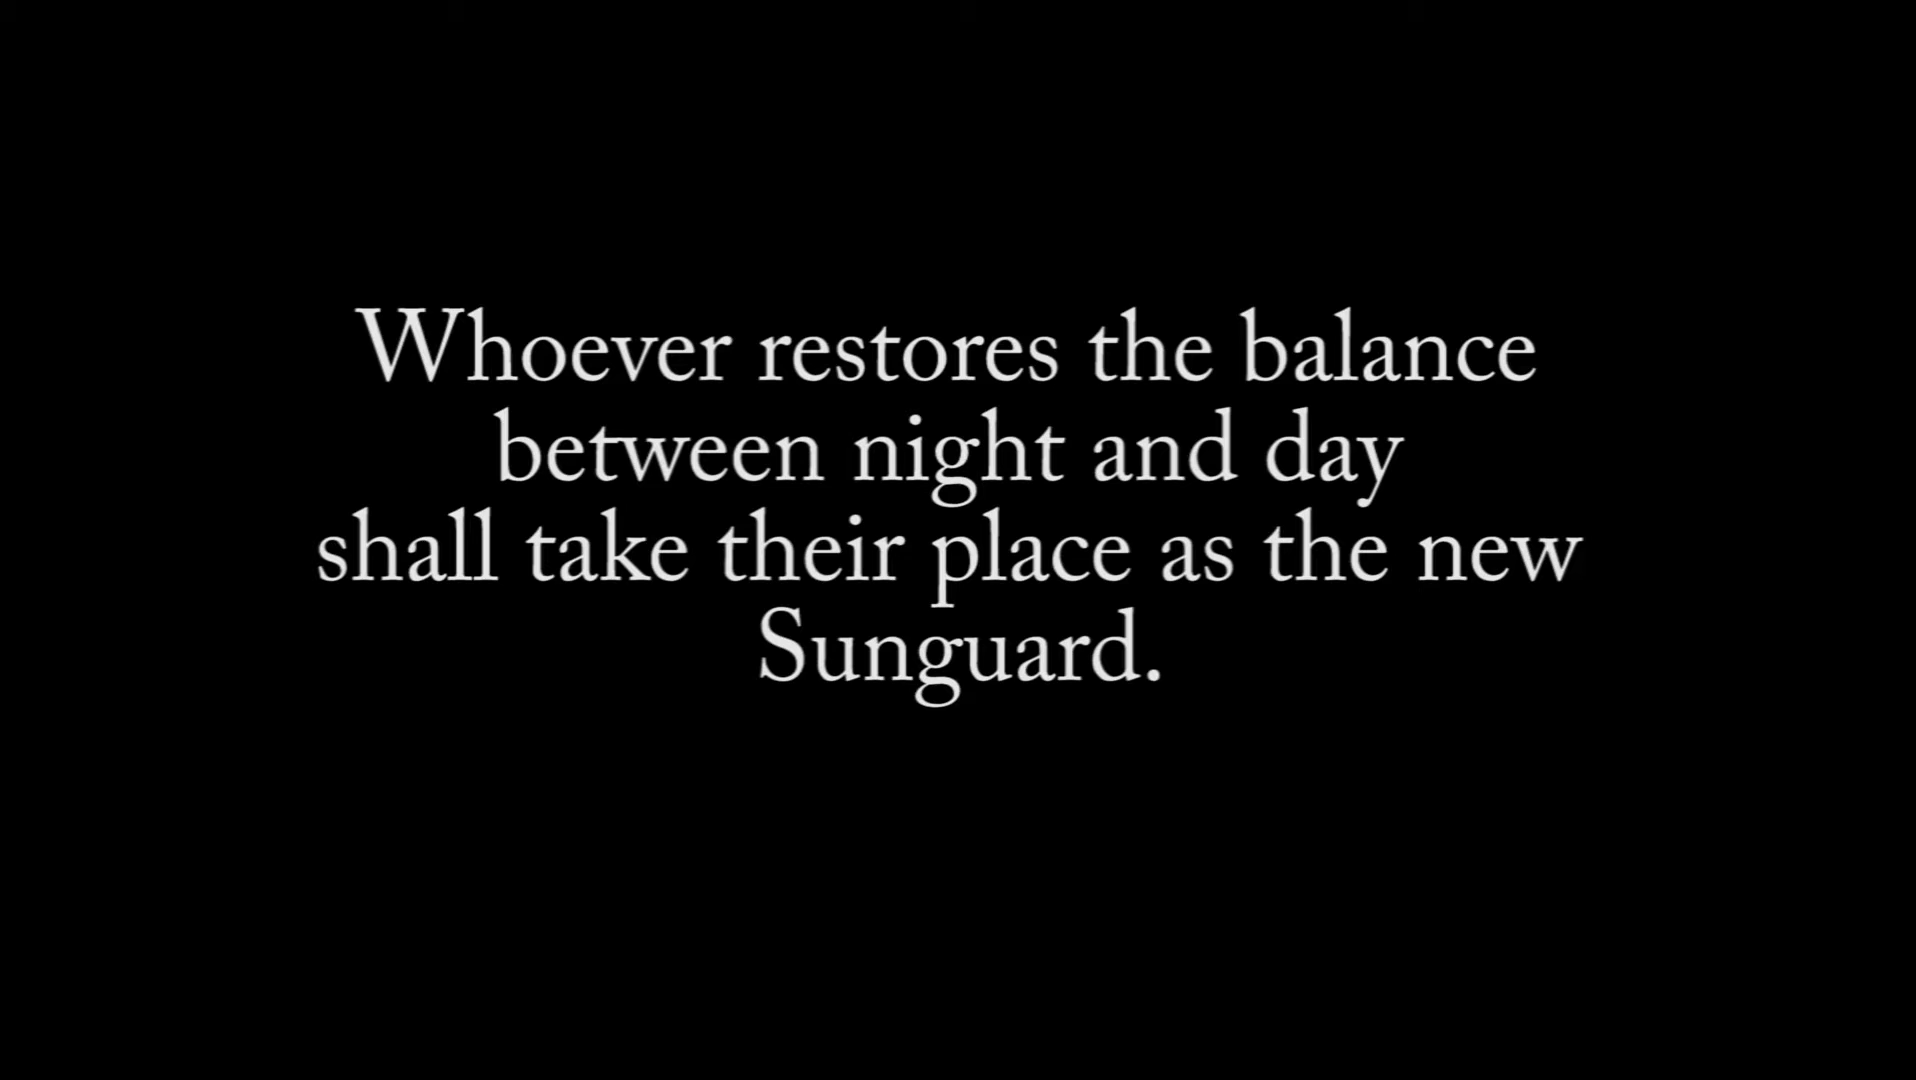 Whoever restores the balance
between night and day
shall take their place as the new
Sunguard.